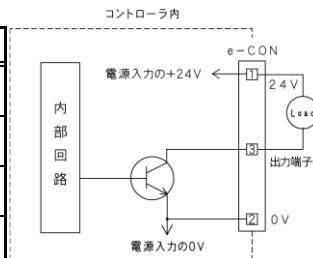 コントローラ内
e－CON
電源入力の+24V
1
24V
Load
内部回路
3
出力端子
2
0V
電源入力の0V